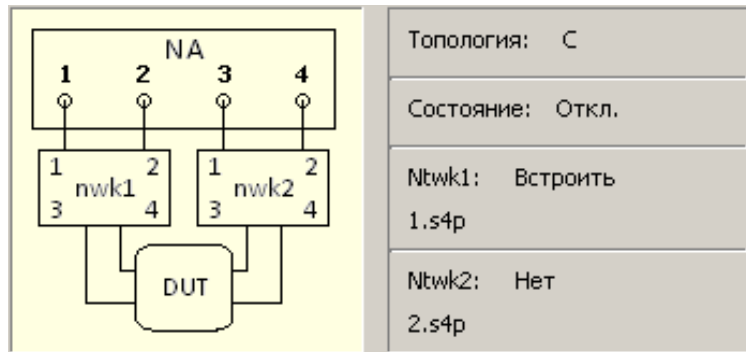 NA
1 2 3 4
1 2 1 2
nwk1 nwk2
3 4 3 4
DUT
Топология: C
Состояние: Откл.
Ntwk1: Встроить
1.s4p
Ntwk2: Нет
2.s4p